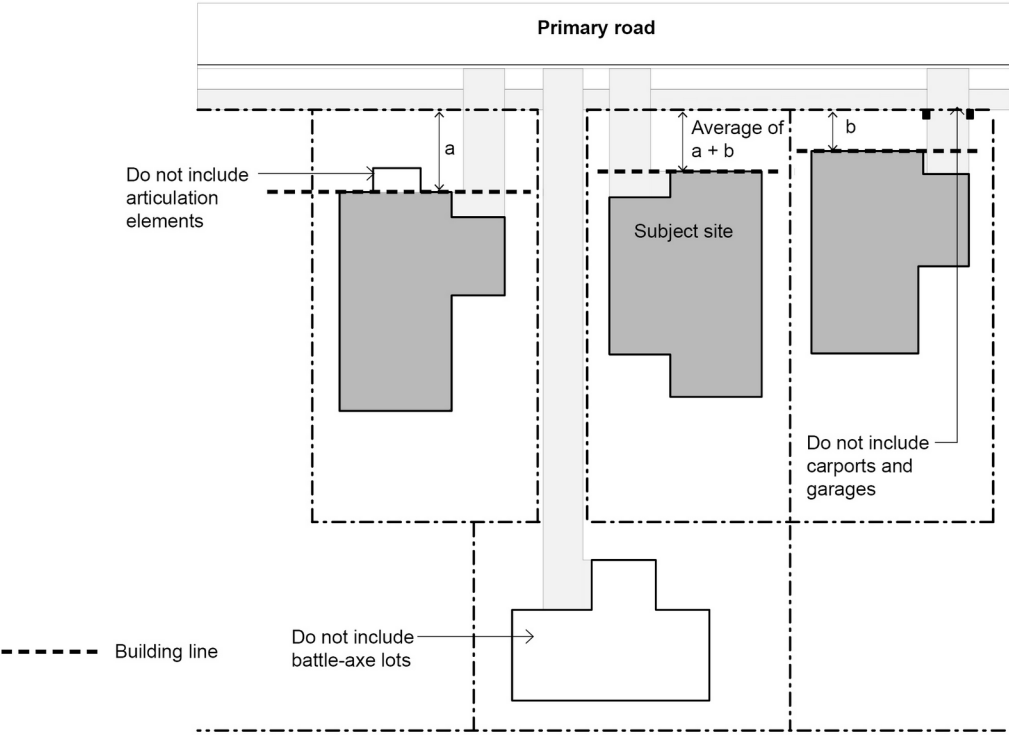 Primary road
a
Average of
a + b
b
Do not include
articulation
elements
Subject site
Do not include
carports and
garages
Do not include
battle-axe lots
Building line